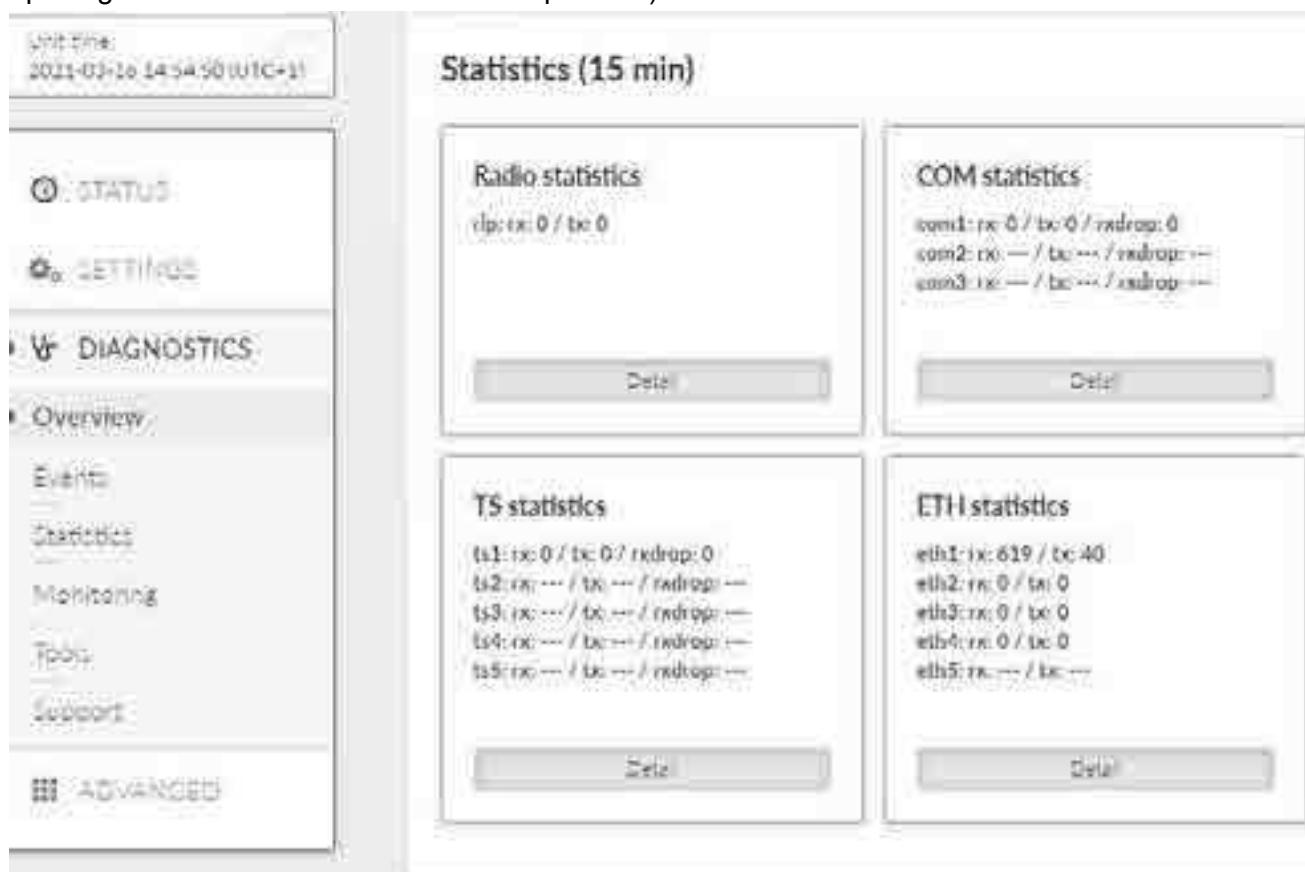 Unit time:
2021-03-16 14:54:50 (UTC+1)
STATUS
SETTINGS
DIAGNOSTICS
Overview
Events
Statistics
Monitoring
Tools
Support
ADVANCED
Statistics (15 min)
Radio statistics
rlp: rx: 0 / tx: 0
Detail
COM statistics
com1: rx: 0 / tx: 0 / rxdrop: 0
com2: rx: --- / tx: --- / rxdrop: ---
com3: rx: --- / tx: --- / rxdrop: ---
Detail
TS statistics
ts1: rx: 0 / tx: 0 / rxdrop: 0
ts2: rx: --- / tx: --- / rxdrop: ---
ts3: rx: --- / tx: --- / rxdrop: ---
ts4: rx: --- / tx: --- / rxdrop: ---
ts5: rx: --- / tx: --- / rxdrop: ---
Detail
ETH statistics
eth1: rx: 619 / tx: 40
eth2: rx: 0 / tx: 0
eth3: rx: 0 / tx: 0
eth4: rx: 0 / tx: 0
eth5: rx: --- / tx: ---
Detail